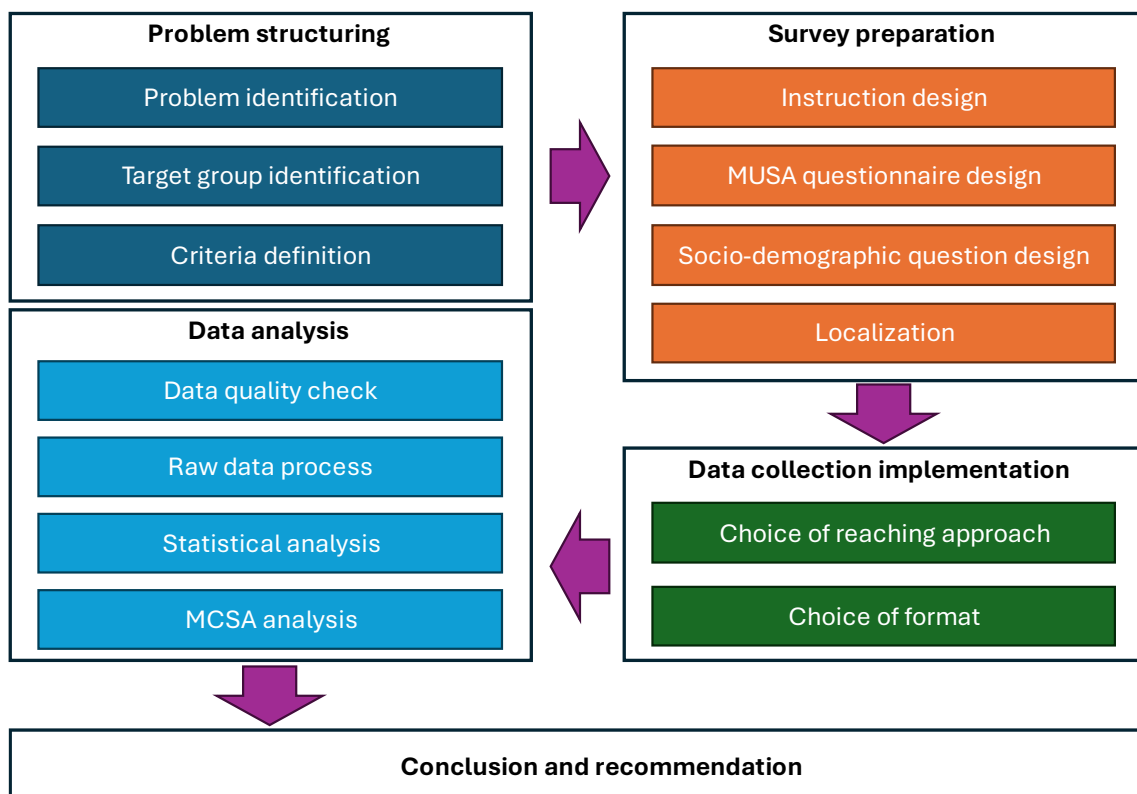 Problem structuring
Problem identification
Target group identification
Criteria definition
Survey preparation
Instruction design
MUSA questionnaire design
Socio-demographic question design
Localization
Data collection implementation
Choice of reaching approach
Choice of format
Data analysis
Data quality check
Raw data process
Statistical analysis
MCSA analysis
Conclusion and recommendation